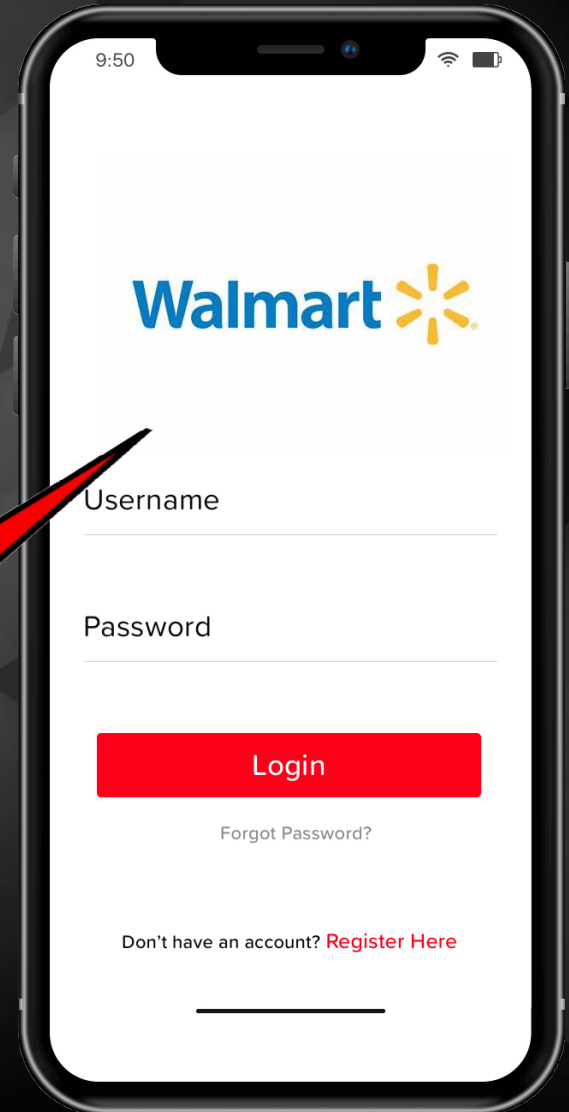 9:50
Walmart
Username
Password
Login
Forgot Password?
Don't have an account? Register Here